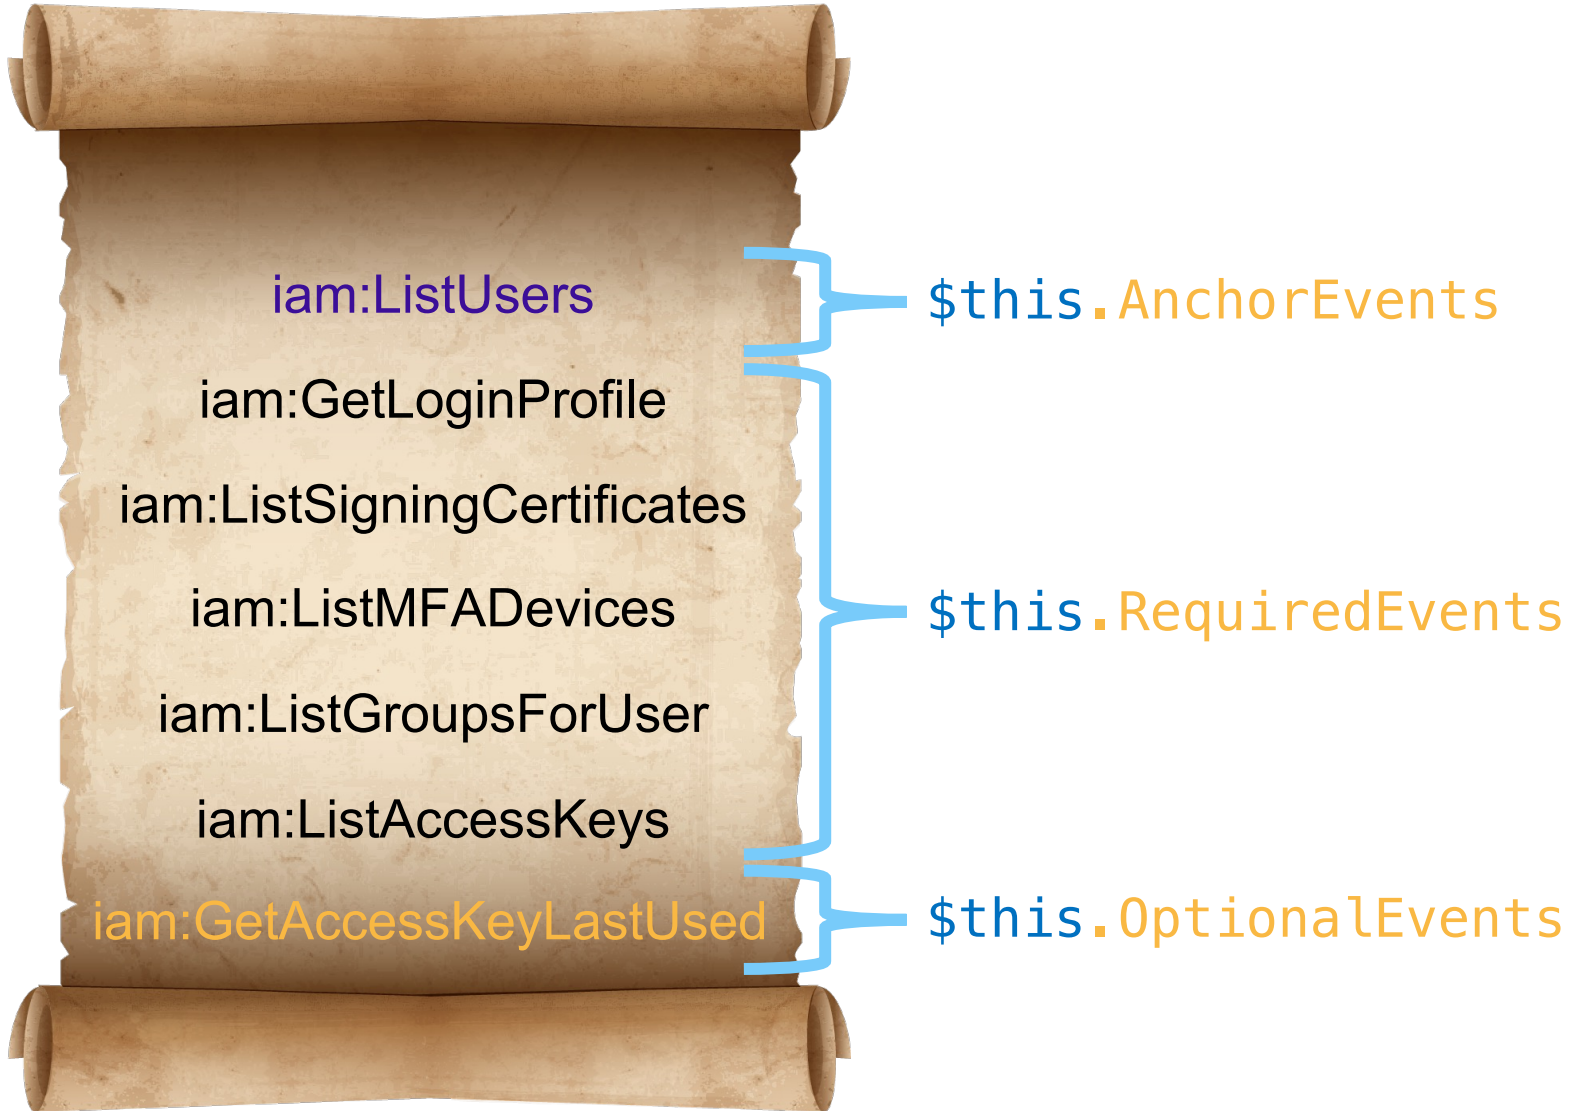 iam:ListUsers
$this.AnchorEvents
iam:GetLoginProfile
iam:ListSigningCertificates
iam:ListMFADevices
$this.RequiredEvents
iam:ListGroupsForUser
iam:ListAccessKeys
iam:GetAccessKeyLastUsed
$this.OptionalEvents